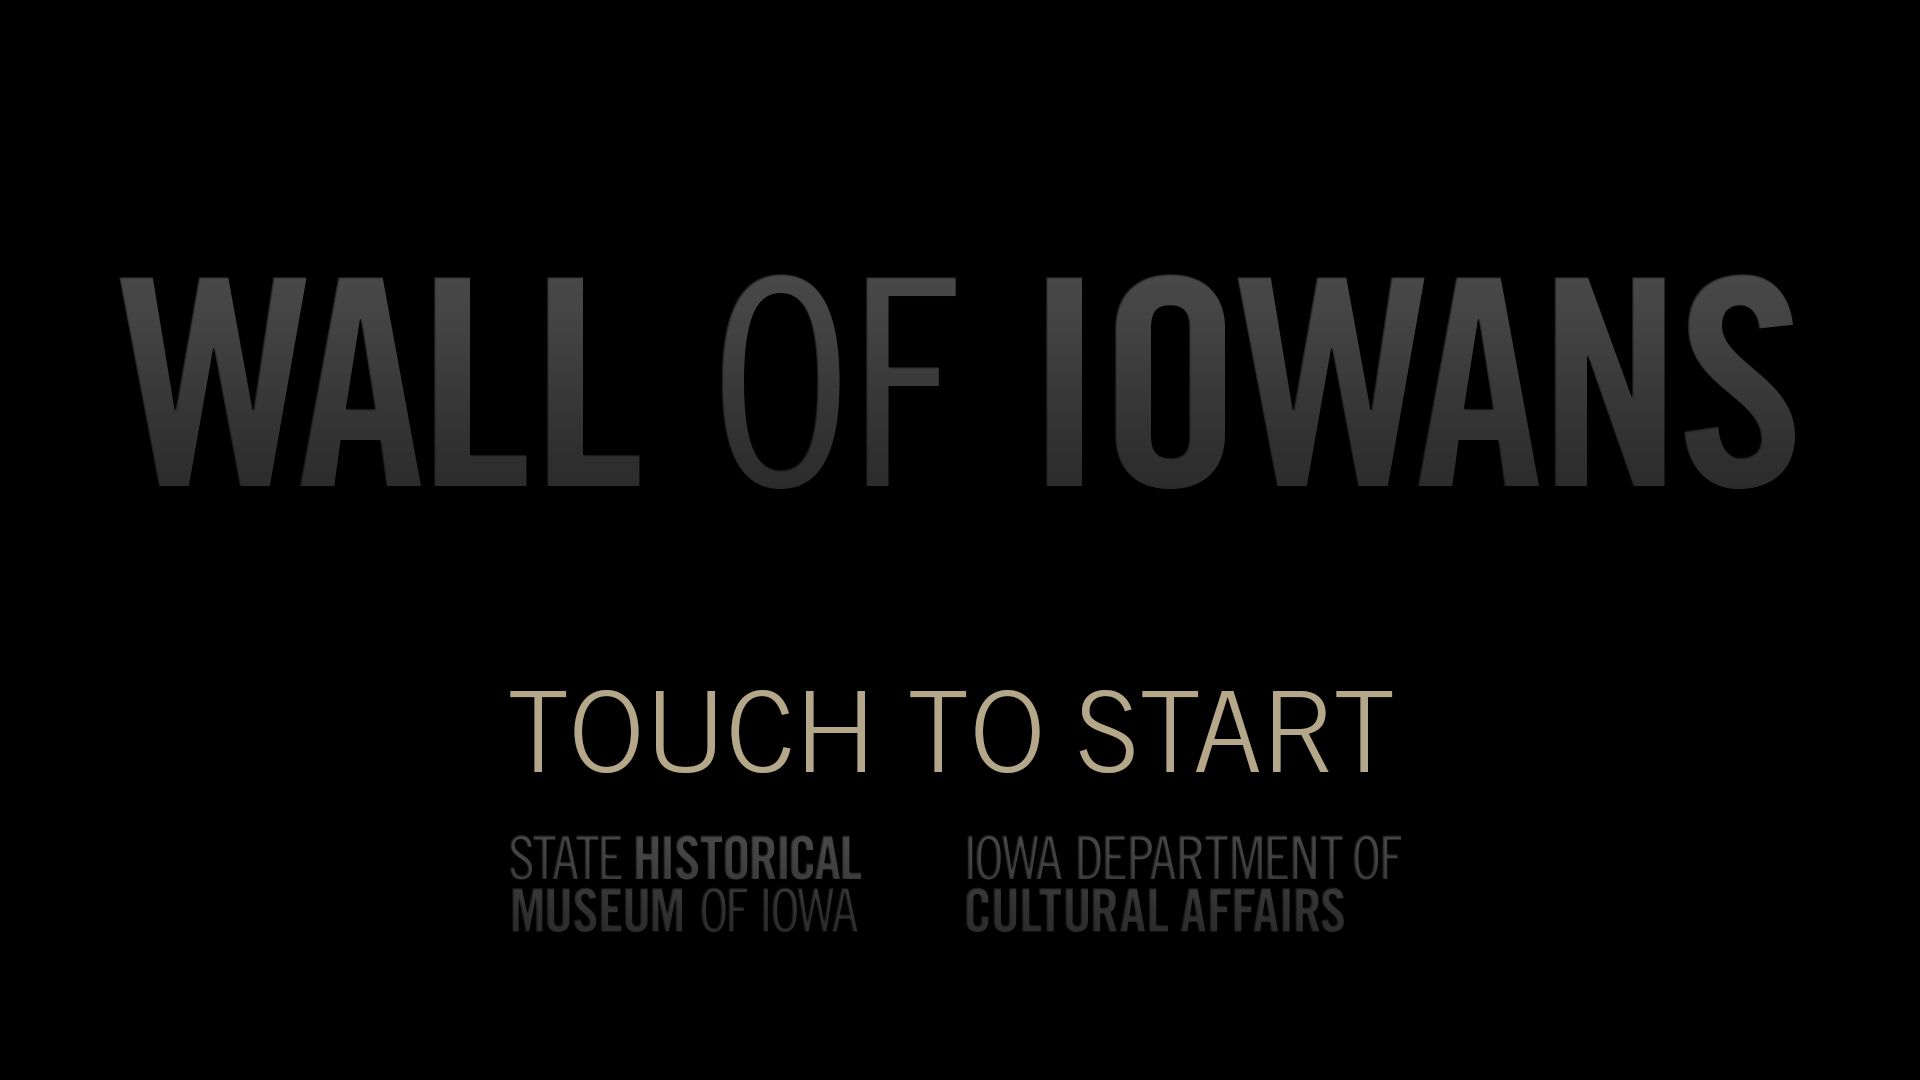 WALL OF IOWANS
TOUCH TO START
STATE HISTORICAL
MUSEUM OF IOWA
IOWA DEPARTMENT OF
CULTURAL AFFAIRS